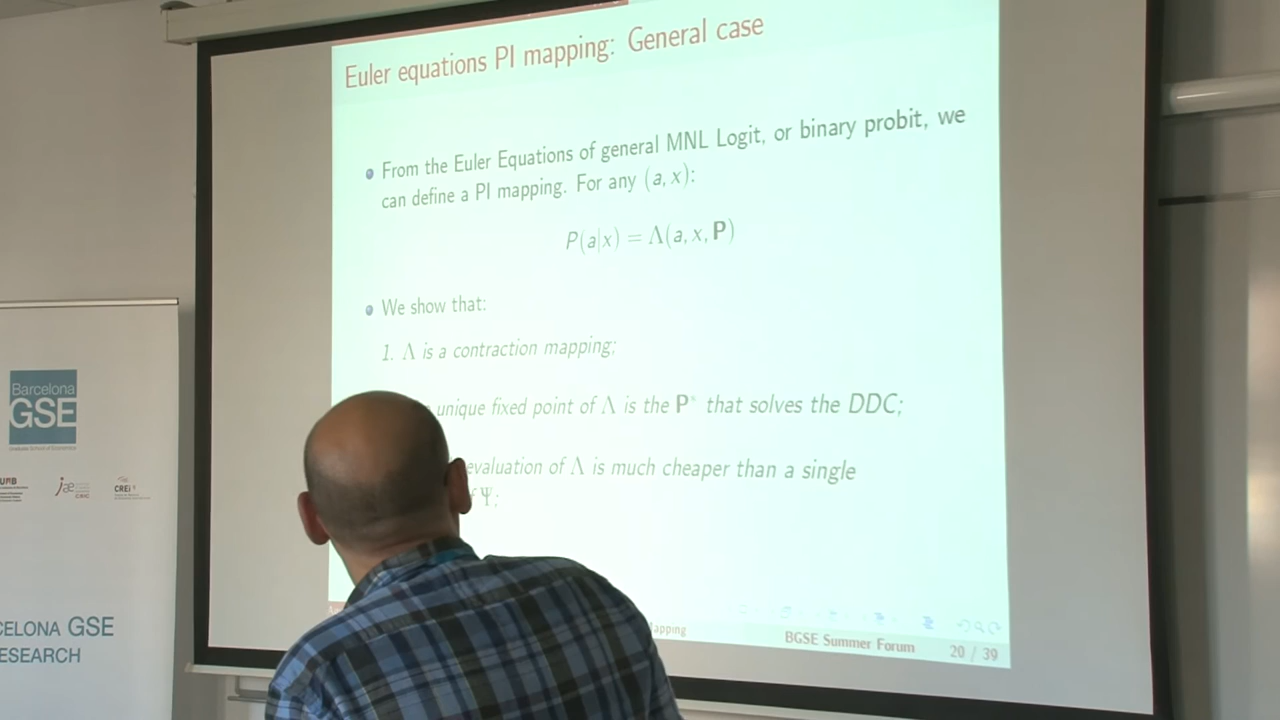 Euler equations PI mapping: General case
From the Euler Equations of general MNL Logit, or binary probit, we
can define a PI mapping. For any (a, x):
P(a|x) = Λ(a, x, P)
We show that:
1. Λ is a contraction mapping;
unique fixed point of Λ is the P* that solves the DDC;
evaluation of Λ is much cheaper than a single
f Ψ;
apping
BGSE Summer Forum
20 / 39
Barcelona
GSE
CREi
CELONA GSE
ESEARCH